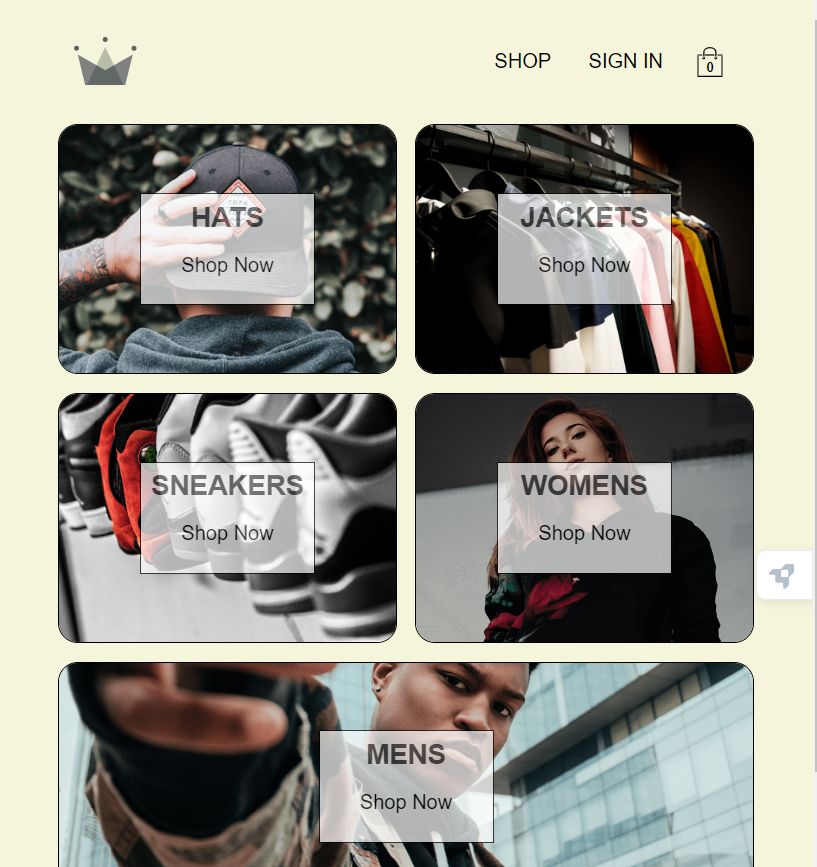 SHOP
SIGN IN
0
HATS
Shop Now
JACKETS
Shop Now
SNEAKERS
Shop Now
WOMENS
Shop Now
MENS
Shop Now